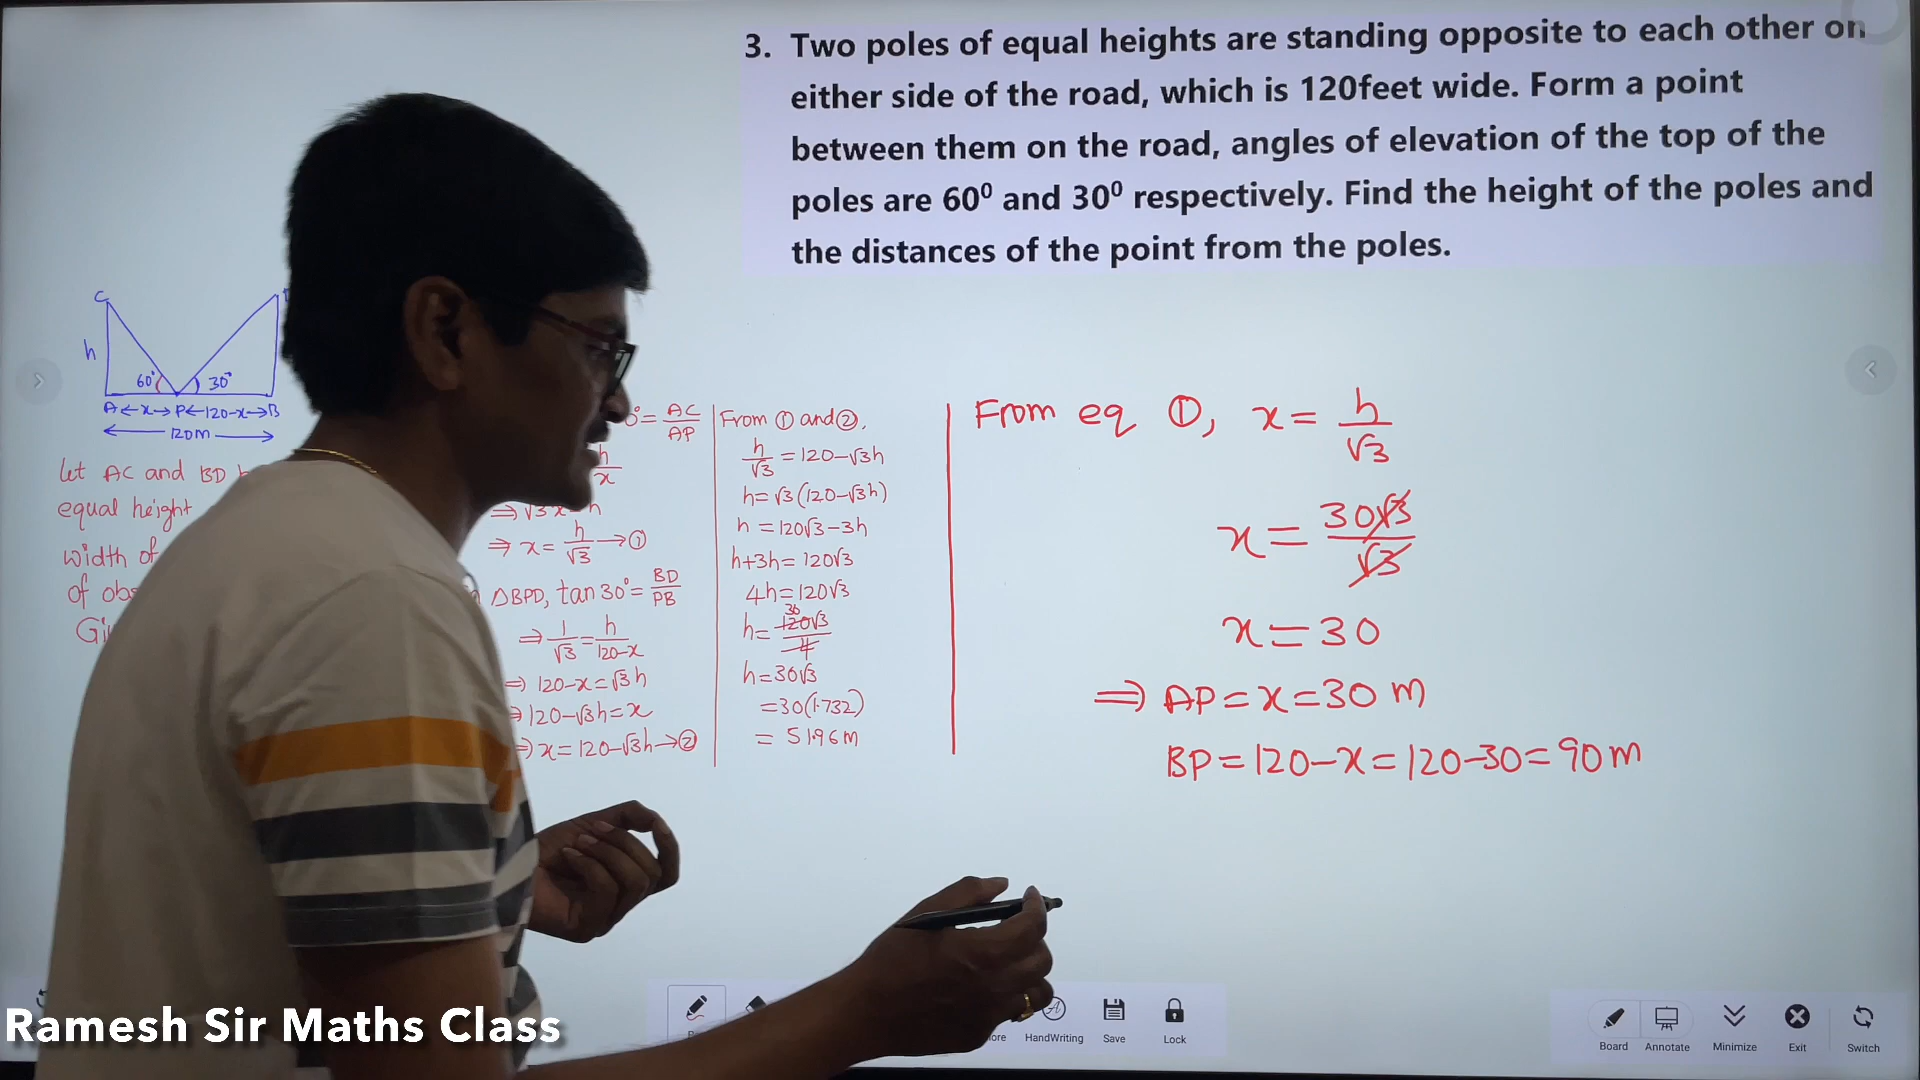 3. Two poles of equal heights are standing opposite to each other on
either side of the road, which is 120feet wide. Form a point
between them on the road, angles of elevation of the top of the
poles are 60⁰ and 30⁰ respectively. Find the height of the poles and
the distances of the point from the poles.
C
h
60° 30°
A ←x→ P ←120-x→ B
← 120m →
let AC and BD
equal height
width of
of
= AC/AP
h/x
⇒ √3x = h
⇒ x = h/√3 → ①
ΔBPD, tan 30° = BD/PB
⇒ 1/√3 = h/120-x
⇒ 120-x = √3h
⇒ 120-√3h = x
⇒ x = 120-√3h → ②
From ① and ②,
h/√3 = 120-√3h
h = √3(120-√3h)
h = 120√3-3h
h+3h = 120√3
4h = 120√3
30
h = 120√3/4
h = 30√3
= 30(1.732)
= 51.96m
From eq ①, x = h/√3
x = 30√3/√3
x = 30
⇒ AP = x = 30 m
BP = 120-x = 120-30 = 90m
HandWriting Save Lock
Board Annotate Minimize Exit Switch
Ramesh Sir Maths Class